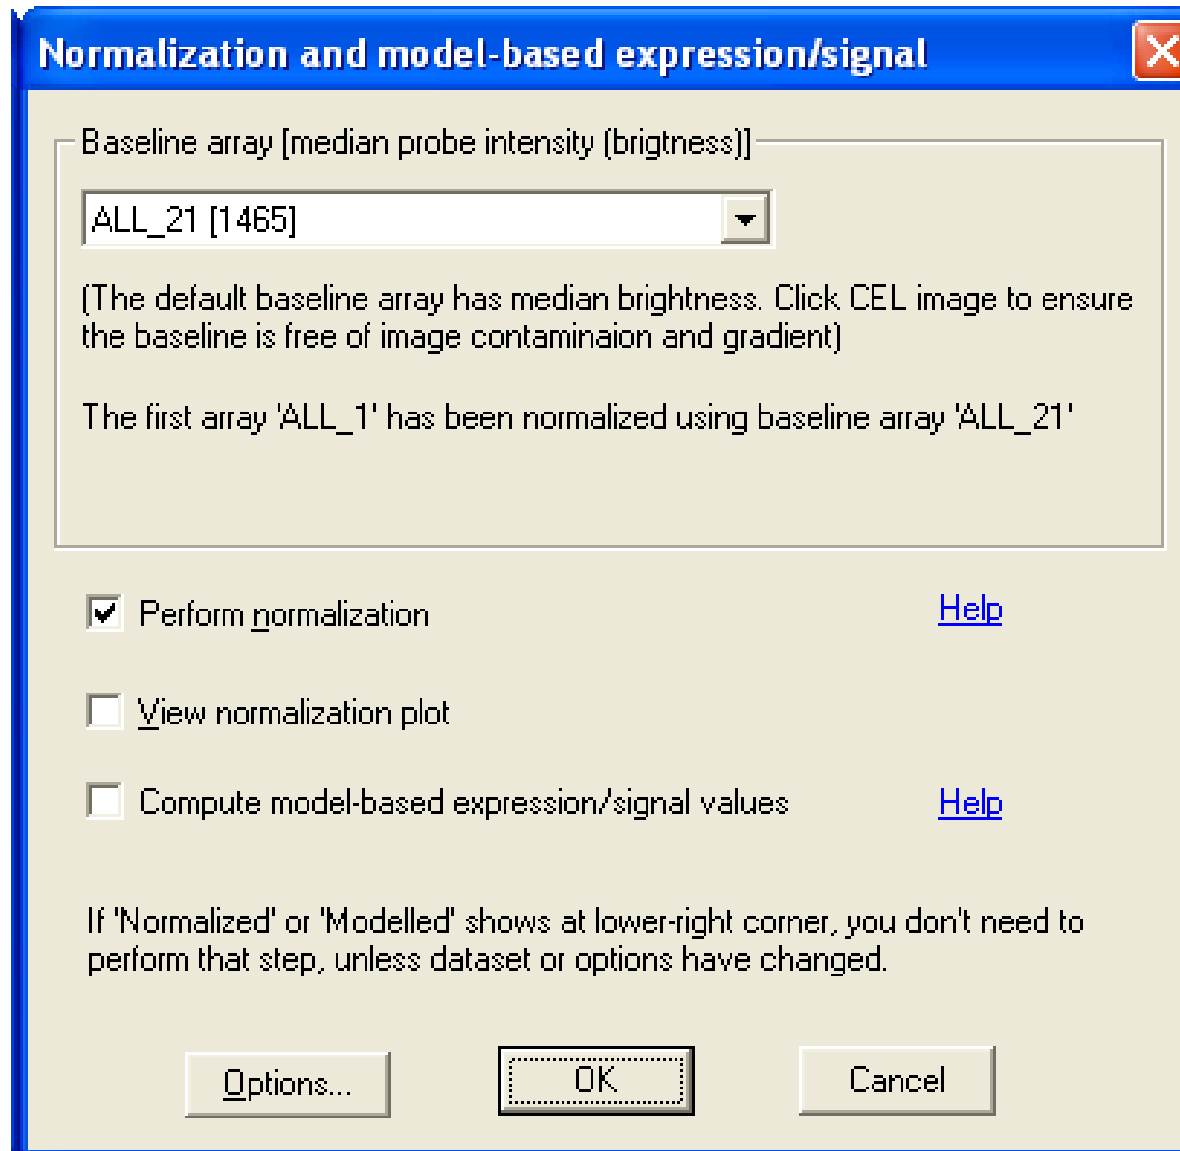 Normalization and model-based expression/signal
Baseline array [median probe intensity (brigtness)]
ALL_21 [1465]
(The default baseline array has median brightness. Click CEL image to ensure
the baseline is free of image contaminaion and gradient)
The first array 'ALL_1' has been normalized using baseline array 'ALL_21'
Perform normalization Help
View normalization plot
Compute model-based expression/signal values Help
If 'Normalized' or 'Modelled' shows at lower-right corner, you don't need to
perform that step, unless dataset or options have changed.
Options... OK Cancel